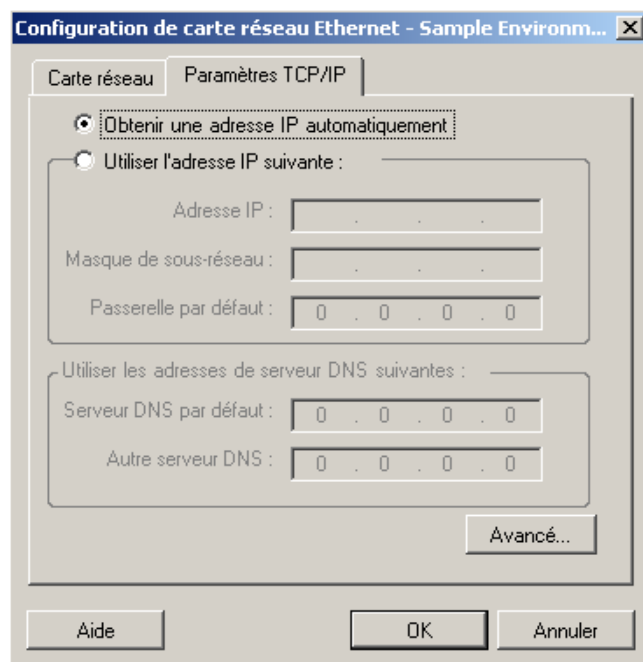 Configuration de carte réseau Ethernet - Sample Environm...
Carte réseau
Paramètres TCP/IP
Obtenir une adresse IP automatiquement
Utiliser l'adresse IP suivante :
Adresse IP : . . .
Masque de sous-réseau : . . .
Passerelle par défaut : 0 . 0 . 0 . 0
Utiliser les adresses de serveur DNS suivantes :
Serveur DNS par défaut : 0 . 0 . 0 . 0
Autre serveur DNS : 0 . 0 . 0 . 0
Avancé...
Aide
OK
Annuler